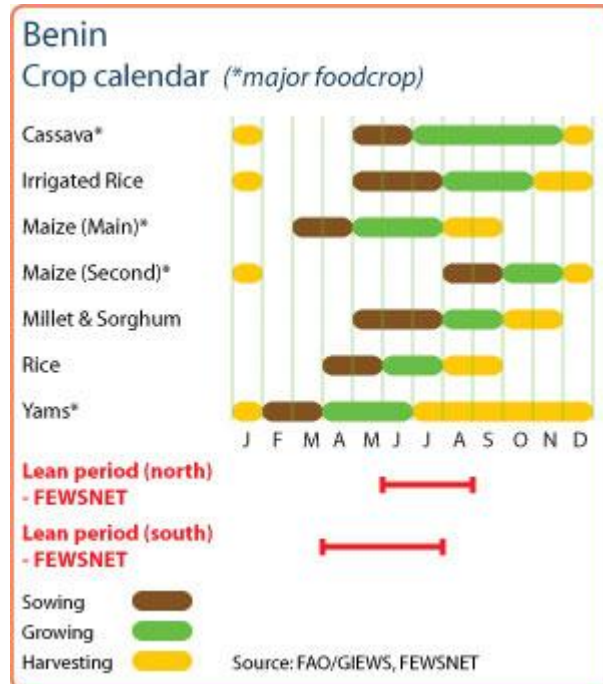 Benin
Crop calendar (*major foodcrop)
Cassava*
Irrigated Rice
Maize (Main)*
Maize (Second)*
Millet & Sorghum
Rice
Yams*
J F M A M J J A S O N D
Lean period (north)
- FEWSNET
Lean period (south)
- FEWSNET
Sowing
Growing
Harvesting
Source: FAO/GIEWS, FEWSNET